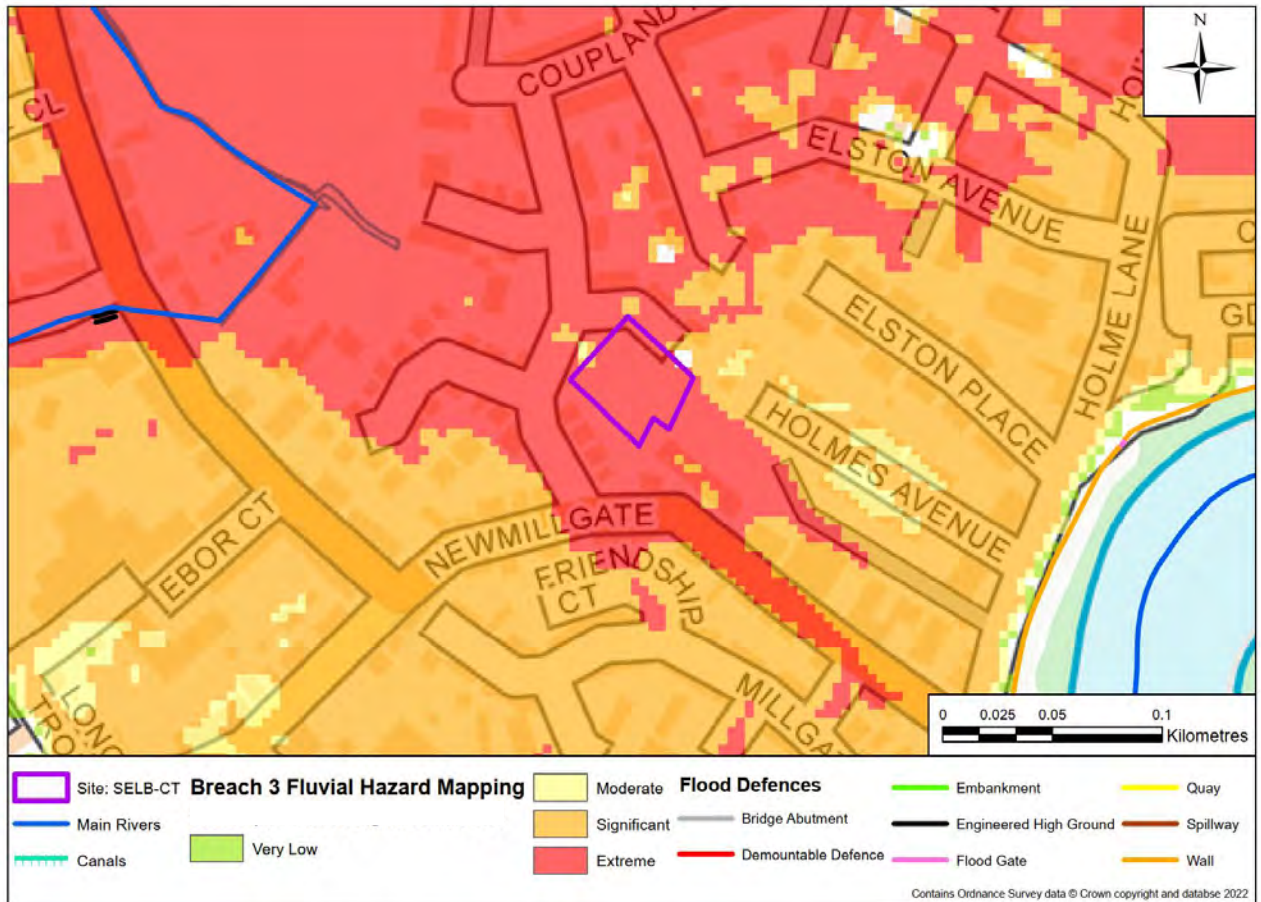 N
COUPLAND
CL
ELSTON AVENUE
HOLME LANE
ELSTON PLACE
HOLMES AVENUE
EBOR CT
NEWMILLGATE
FRIENDSHIP
CT
MILLGA
LONG
TRO
GD
0 0.025 0.05 0.1
Kilometres
Site: SELB-CT
Main Rivers
Canals
Breach 3 Fluvial Hazard Mapping
Very Low
Moderate
Significant
Extreme
Flood Defences
Bridge Abutment
Demountable Defence
Embankment
Engineered High Ground
Flood Gate
Quay
Spillway
Wall
Contains Ordnance Survey data © Crown copyright and databse 2022